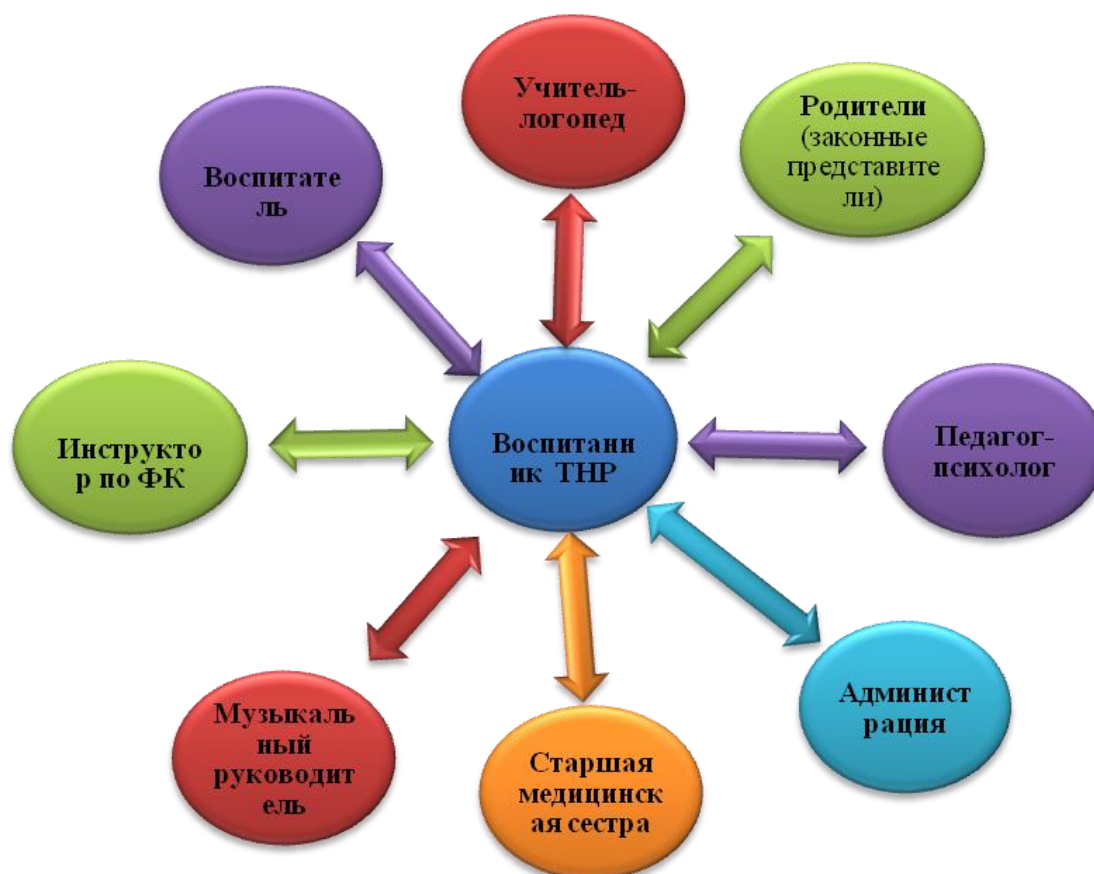 Учитель-
логопед
Родители
(законные
представите
ли)
Воспитате
ль
Инструкто
р по ФК
Воспитанн
ик ТНР
Педагог-
психолог
Музыкаль
ный
руководит
ель
Старшая
медицинск
ая сестра
Админист
рация